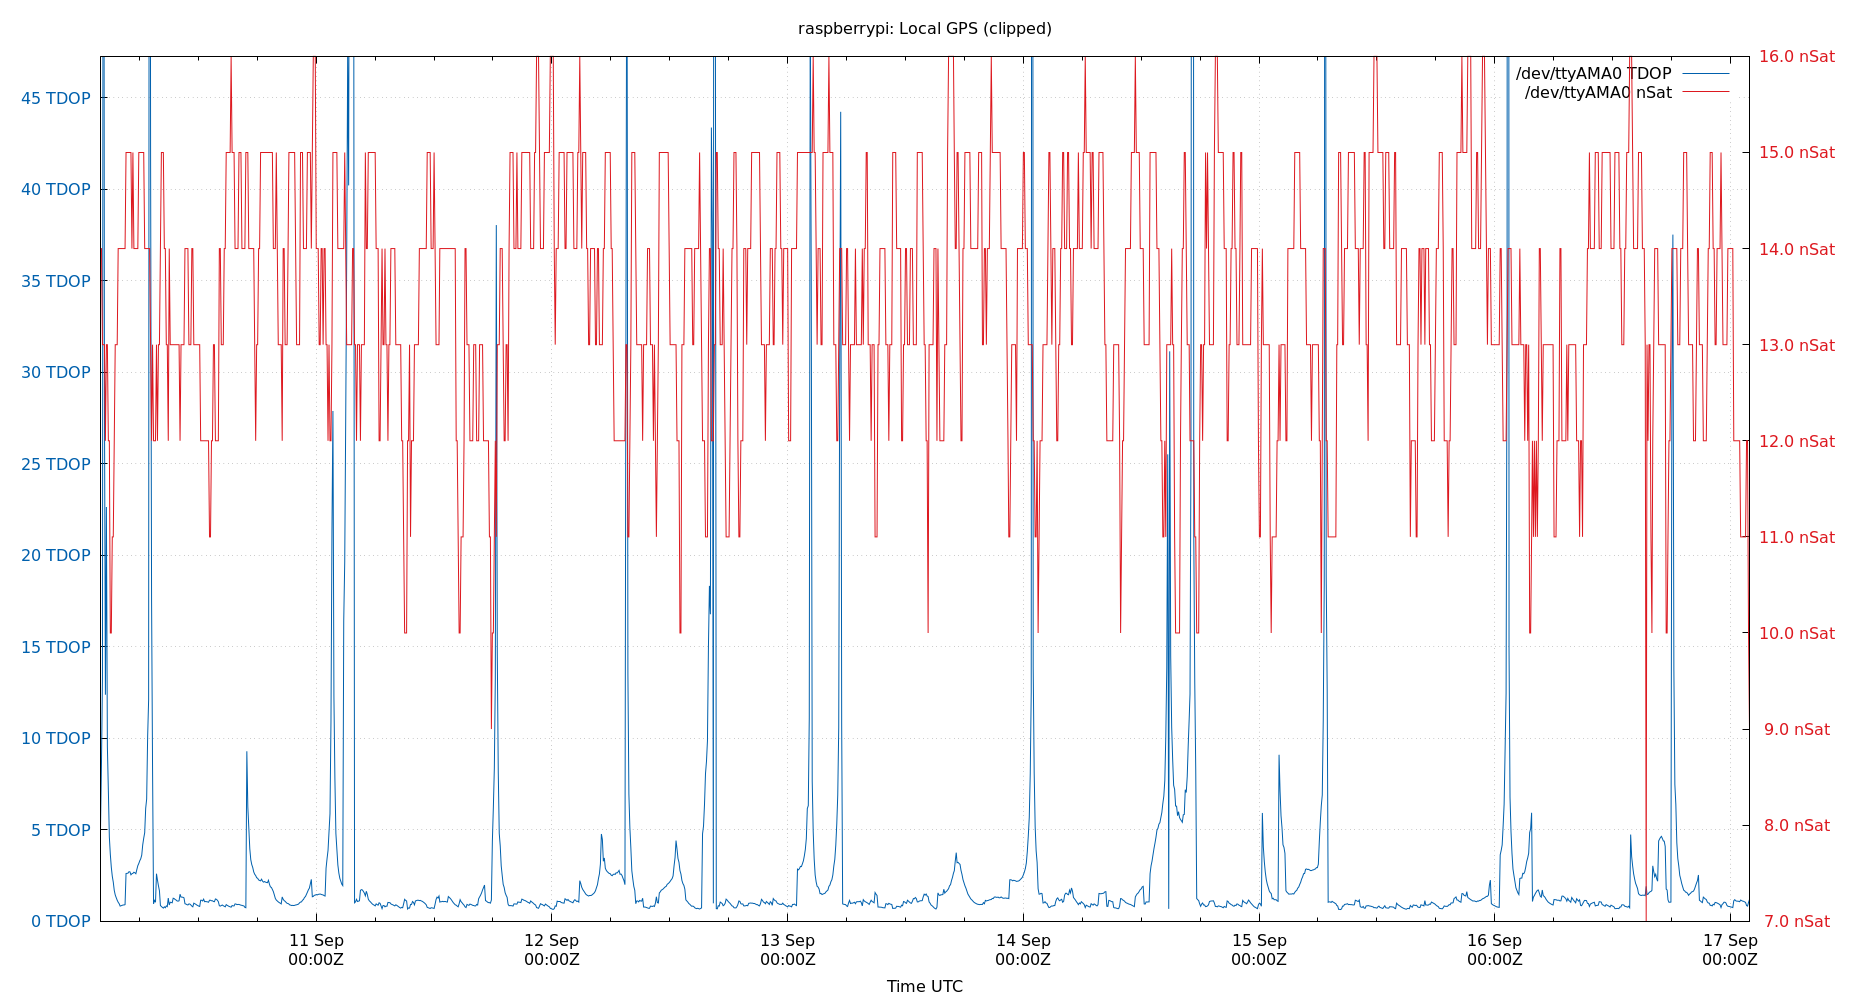 raspberrypi: Local GPS (clipped)
/dev/ttyAMA0 TDOP
/dev/ttyAMA0 nSat
45 TDOP
40 TDOP
35 TDOP
30 TDOP
25 TDOP
20 TDOP
15 TDOP
10 TDOP
5 TDOP
0 TDOP
16.0 nSat
15.0 nSat
14.0 nSat
13.0 nSat
12.0 nSat
11.0 nSat
10.0 nSat
9.0 nSat
8.0 nSat
7.0 nSat
11 Sep 12 Sep 13 Sep 14 Sep 15 Sep 16 Sep 17 Sep
00:00Z 00:00Z 00:00Z 00:00Z 00:00Z 00:00Z 00:00Z
Time UTC